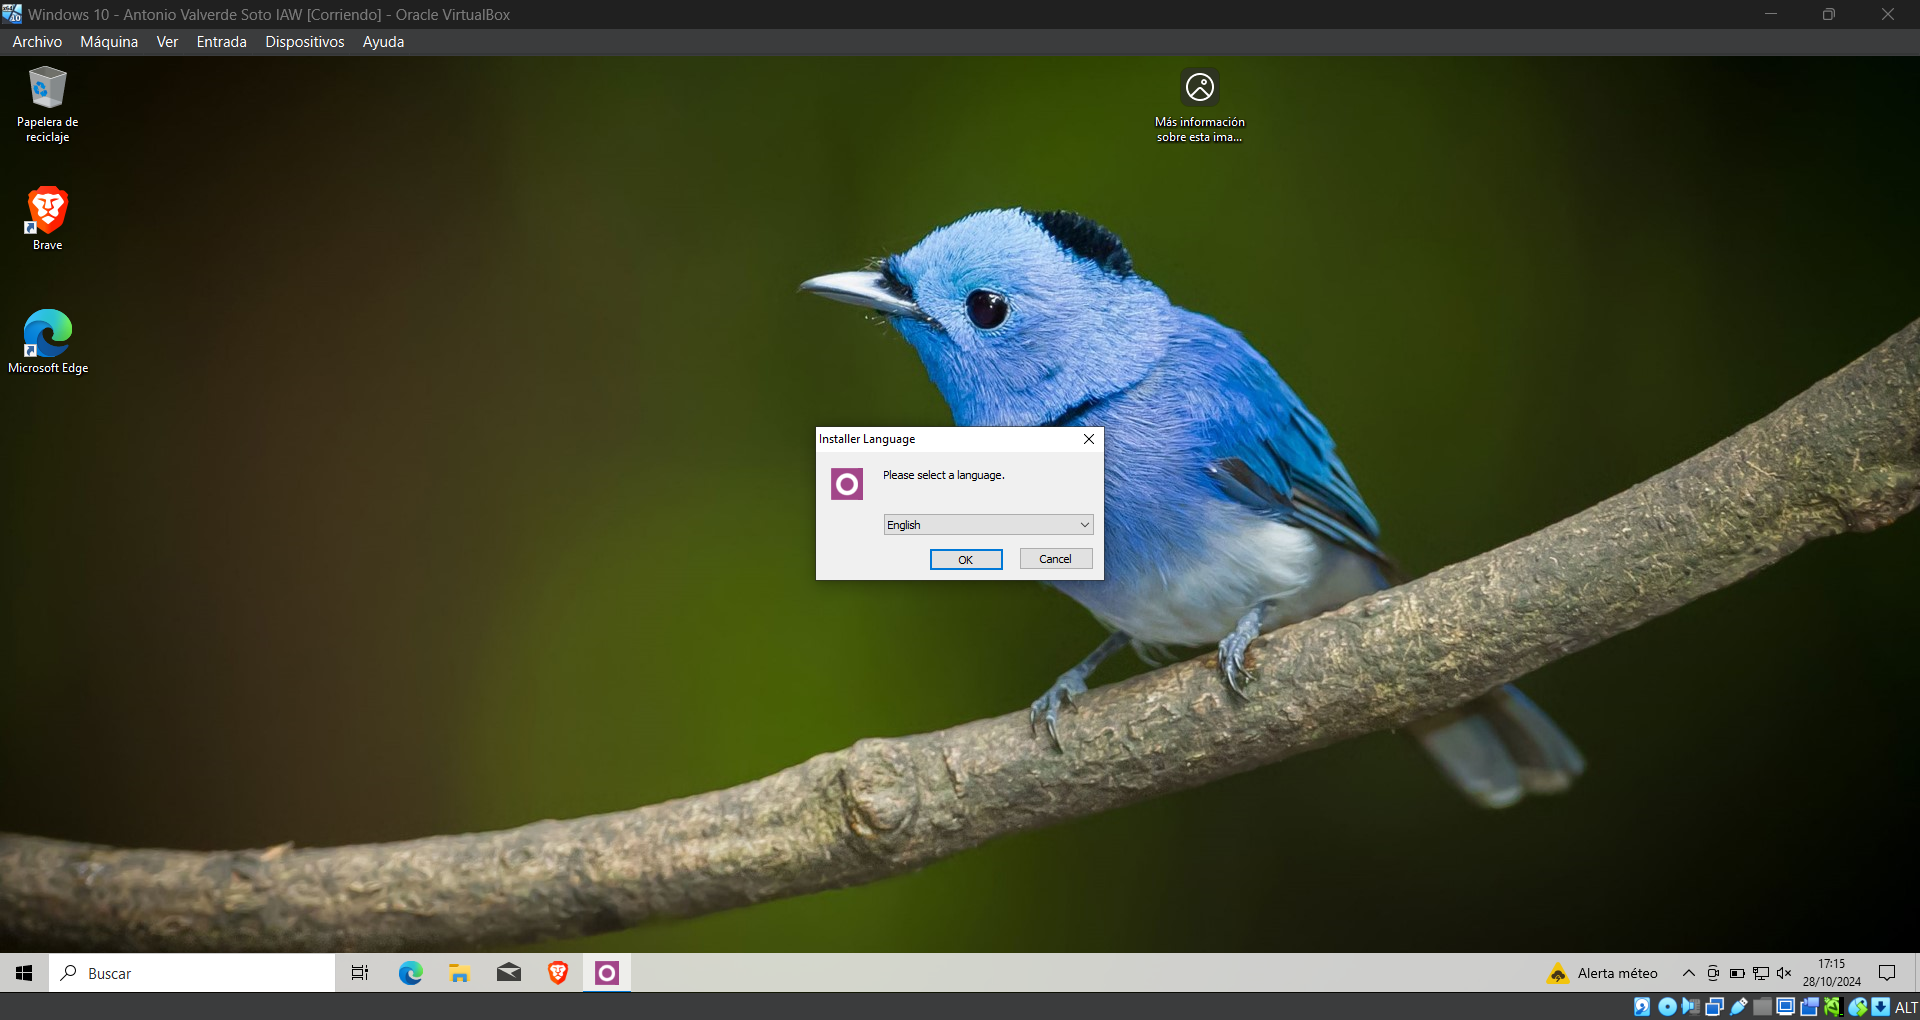 Windows 10 - Antonio Valverde Soto IAW [Corriendo] - Oracle VirtualBox
Archivo Máquina Ver Entrada Dispositivos Ayuda
Papelera de
reciclaje
Más información
sobre esta ima...
Brave
Microsoft Edge
Installer Language
Please select a language.
English
OK Cancel
Buscar
Alerta méteo
17:15
28/10/2024
ALT